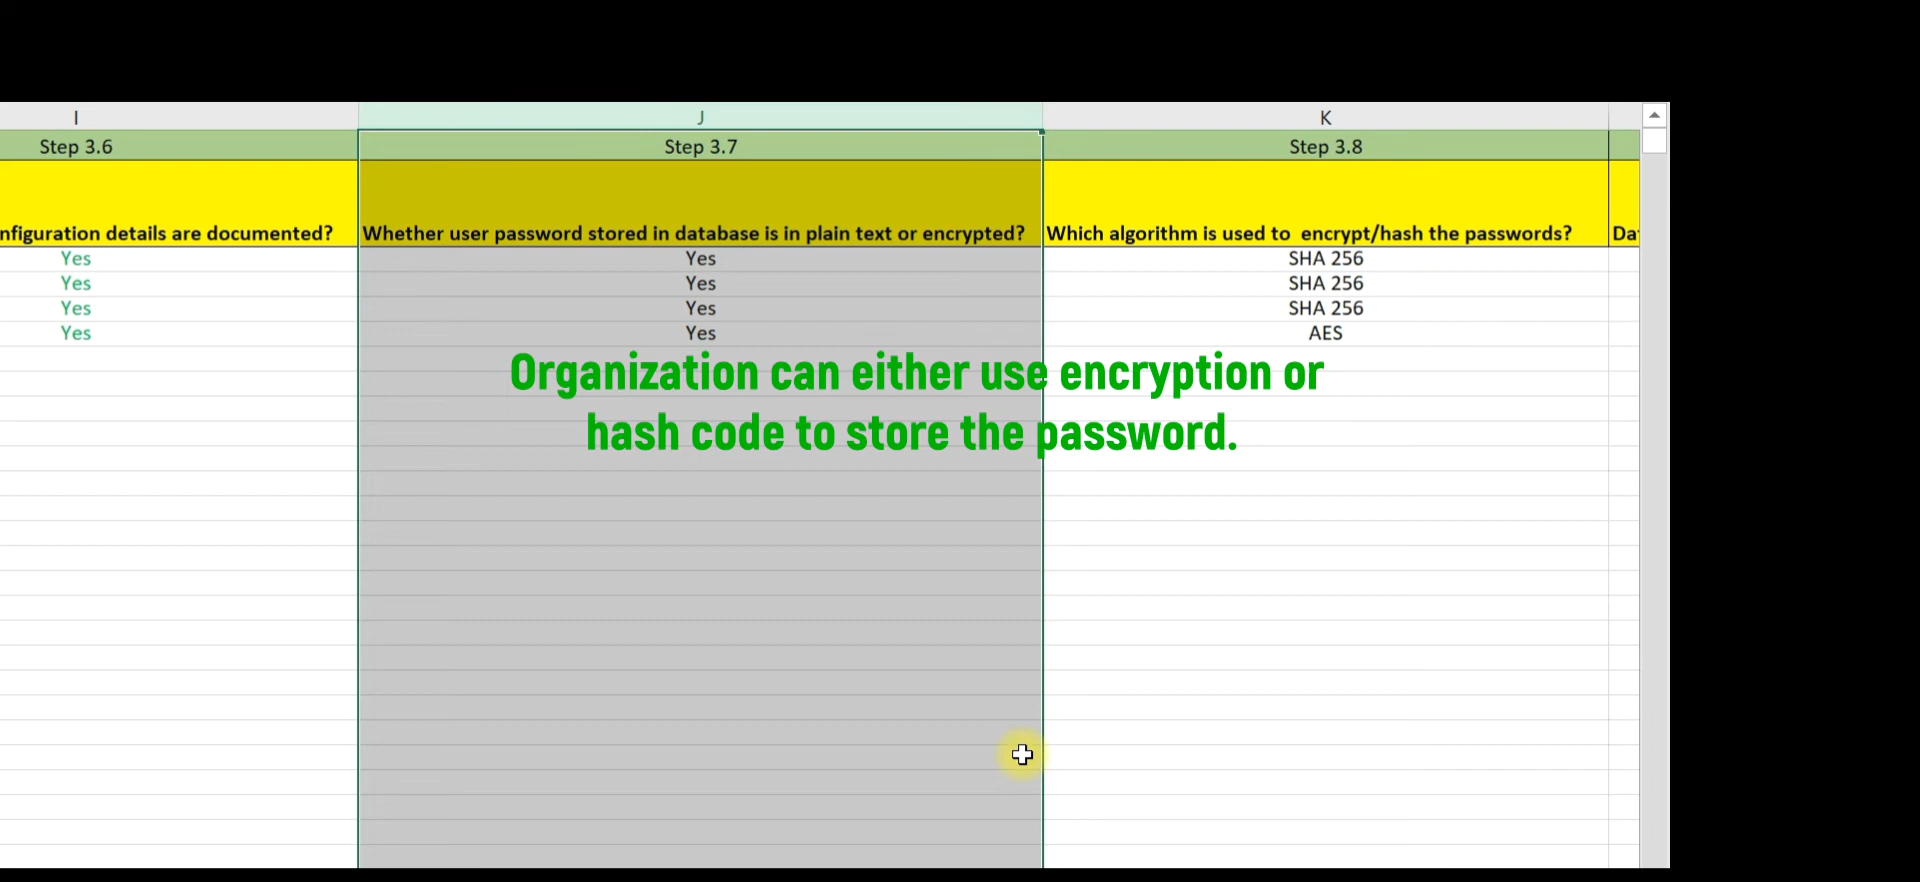 I J K
Step 3.6 Step 3.7 Step 3.8
nfiguration details are documented? Whether user password stored in database is in plain text or encrypted? Which algorithm is used to  encrypt/hash the passwords? Da
Yes Yes SHA 256
Yes Yes SHA 256
Yes Yes SHA 256
Yes Yes AES
Organization can either use encryption or
hash code to store the password.